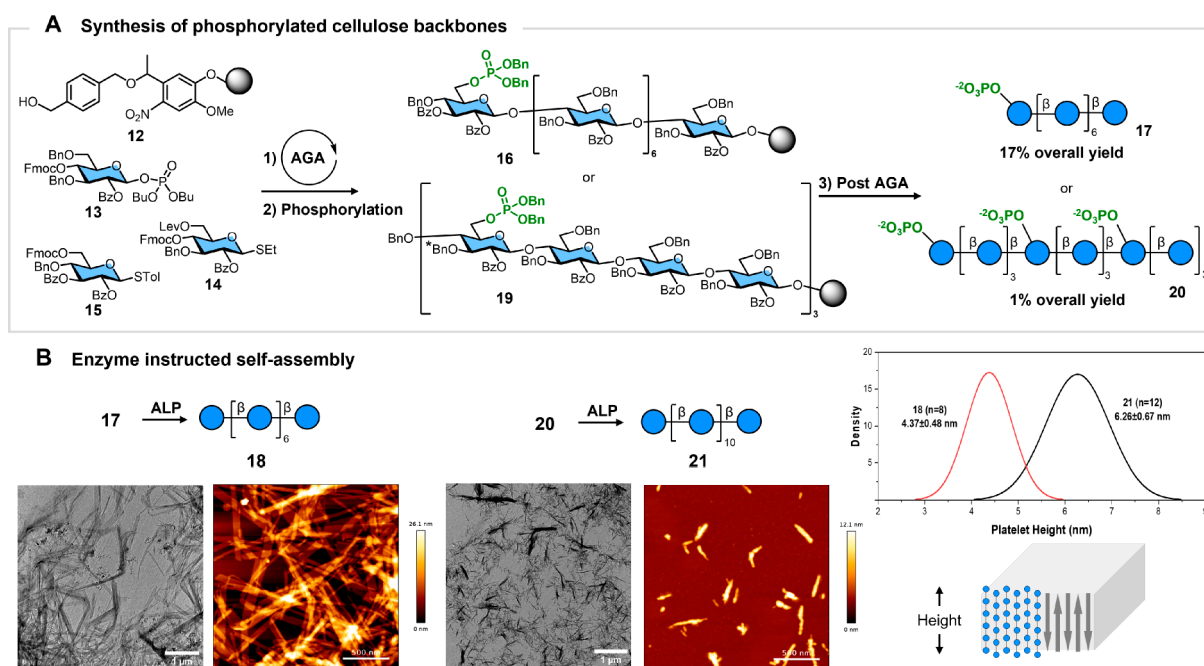 A Synthesis of phosphorylated cellulose backbones
HO
O
NO2
O
OMe
12
BnO
FmocO
BnO
BzO
O
P
O
BuO
OBu
13
LevO
FmocO
BnO
BzO
SEt
14
FmocO
BnO
BzO
BzO
STol
15
1) AGA
2) Phosphorylation
O
P
OBn
OBn
O
BnO
BzO
BzO
O
OBn
BnO
BzO
O
6
OBn
BnO
BzO
O
16
or
O
P
OBn
OBn
O
BnO
*
BnO
BzO
O
OBn
BnO
BzO
O
OBn
BnO
BzO
O
OBn
BnO
BzO
O
3
19
3) Post AGA
-2O3PO
β
6
17
17% overall yield
or
-2O3PO
-2O3PO
-2O3PO
3
3
1% overall yield
20
B Enzyme instructed self-assembly
17 ALP
β
β
6
18
20 ALP
β
β
10
21
1 µm
26.1 nm
0 nm
500 nm
1 µm
12.1 nm
0 nm
500 nm
20
15
10
5
Density
18 (n=8)
4.37±0.48 nm
21 (n=12)
6.26±0.67 nm
2 3 4 5 6 7 8 9
Platelet Height (nm)
Height